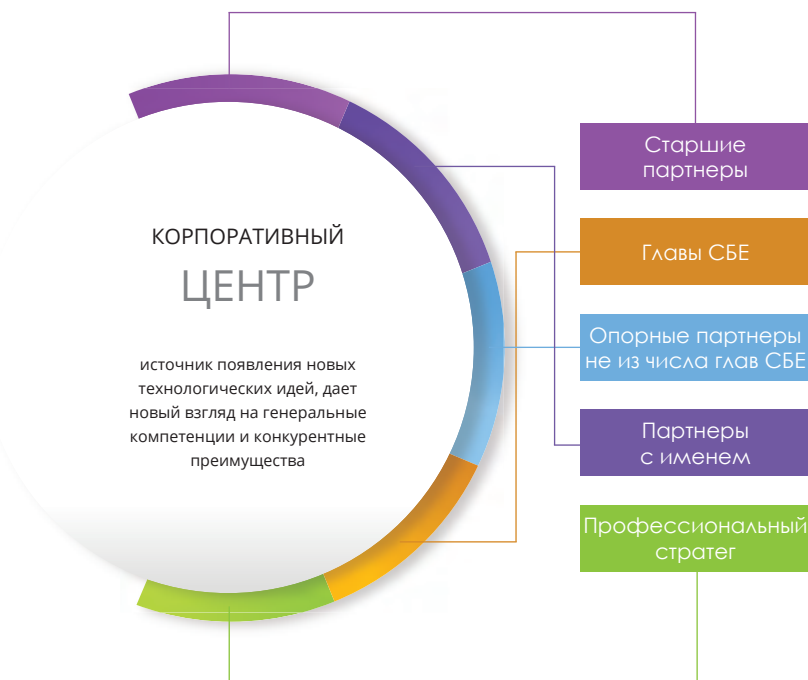 КОРПОРАТИВНЫЙ
ЦЕНТР
источник появления новых
технологических идей, дает
новый взгляд на генеральные
компетенции и конкурентные
преимущества
Старшие
партнеры
Главы СБЕ
Опорные партнеры
не из числа глав СБЕ
Партнеры
с именем
Профессиональный
стратег